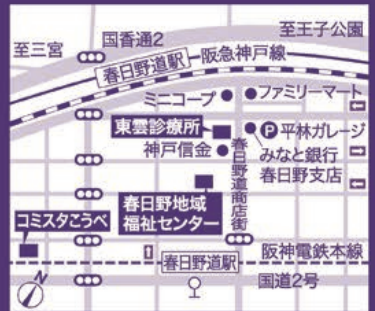 国香通2
至王子公園
至三宮
春日野道駅
阪急神戸線
ミニコープ
ファミリーマート
東雲診療所
P 平林ガレージ
神戸信金
みなと銀行
春日野支店
春日野道商店街
春日野地域
福祉センター
コミスタこうべ
阪神電鉄本線
春日野道駅
国道2号
N